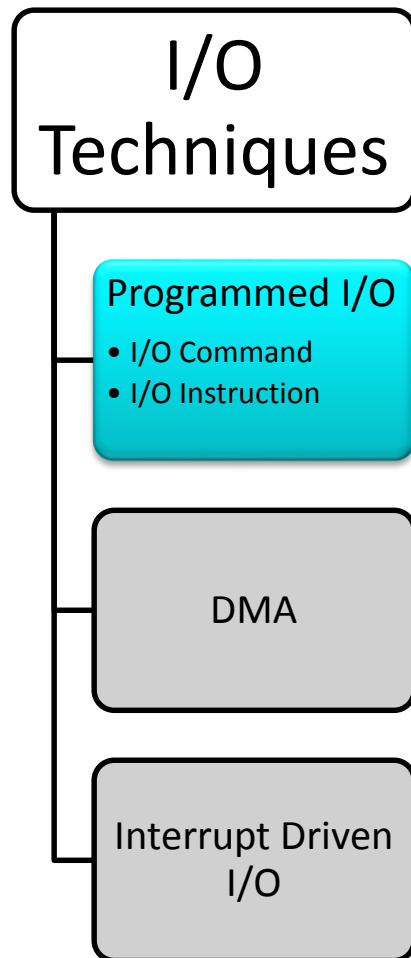 I/O
Techniques
Programmed I/O
• I/O Command
• I/O Instruction
DMA
Interrupt Driven
I/O